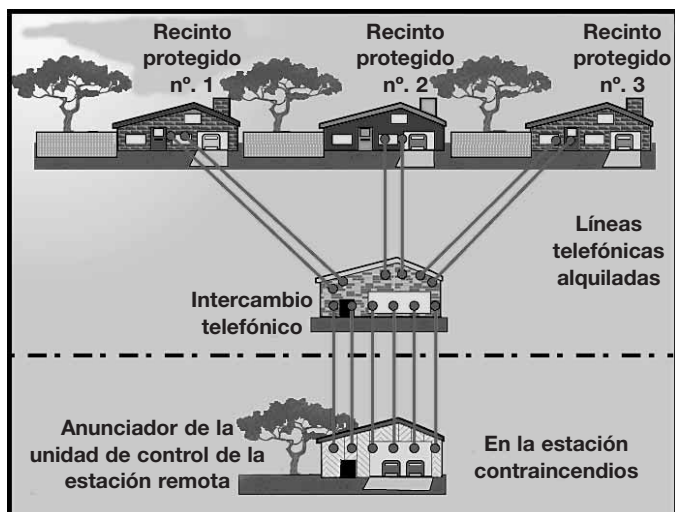 Recinto
protegido
nº. 1
Recinto
protegido
nº. 2
Recinto
protegido
nº. 3
Líneas
telefónicas
alquiladas
Intercambio
telefónico
Anunciador de la
unidad de control de la
estación remota
En la estación
contraincendios